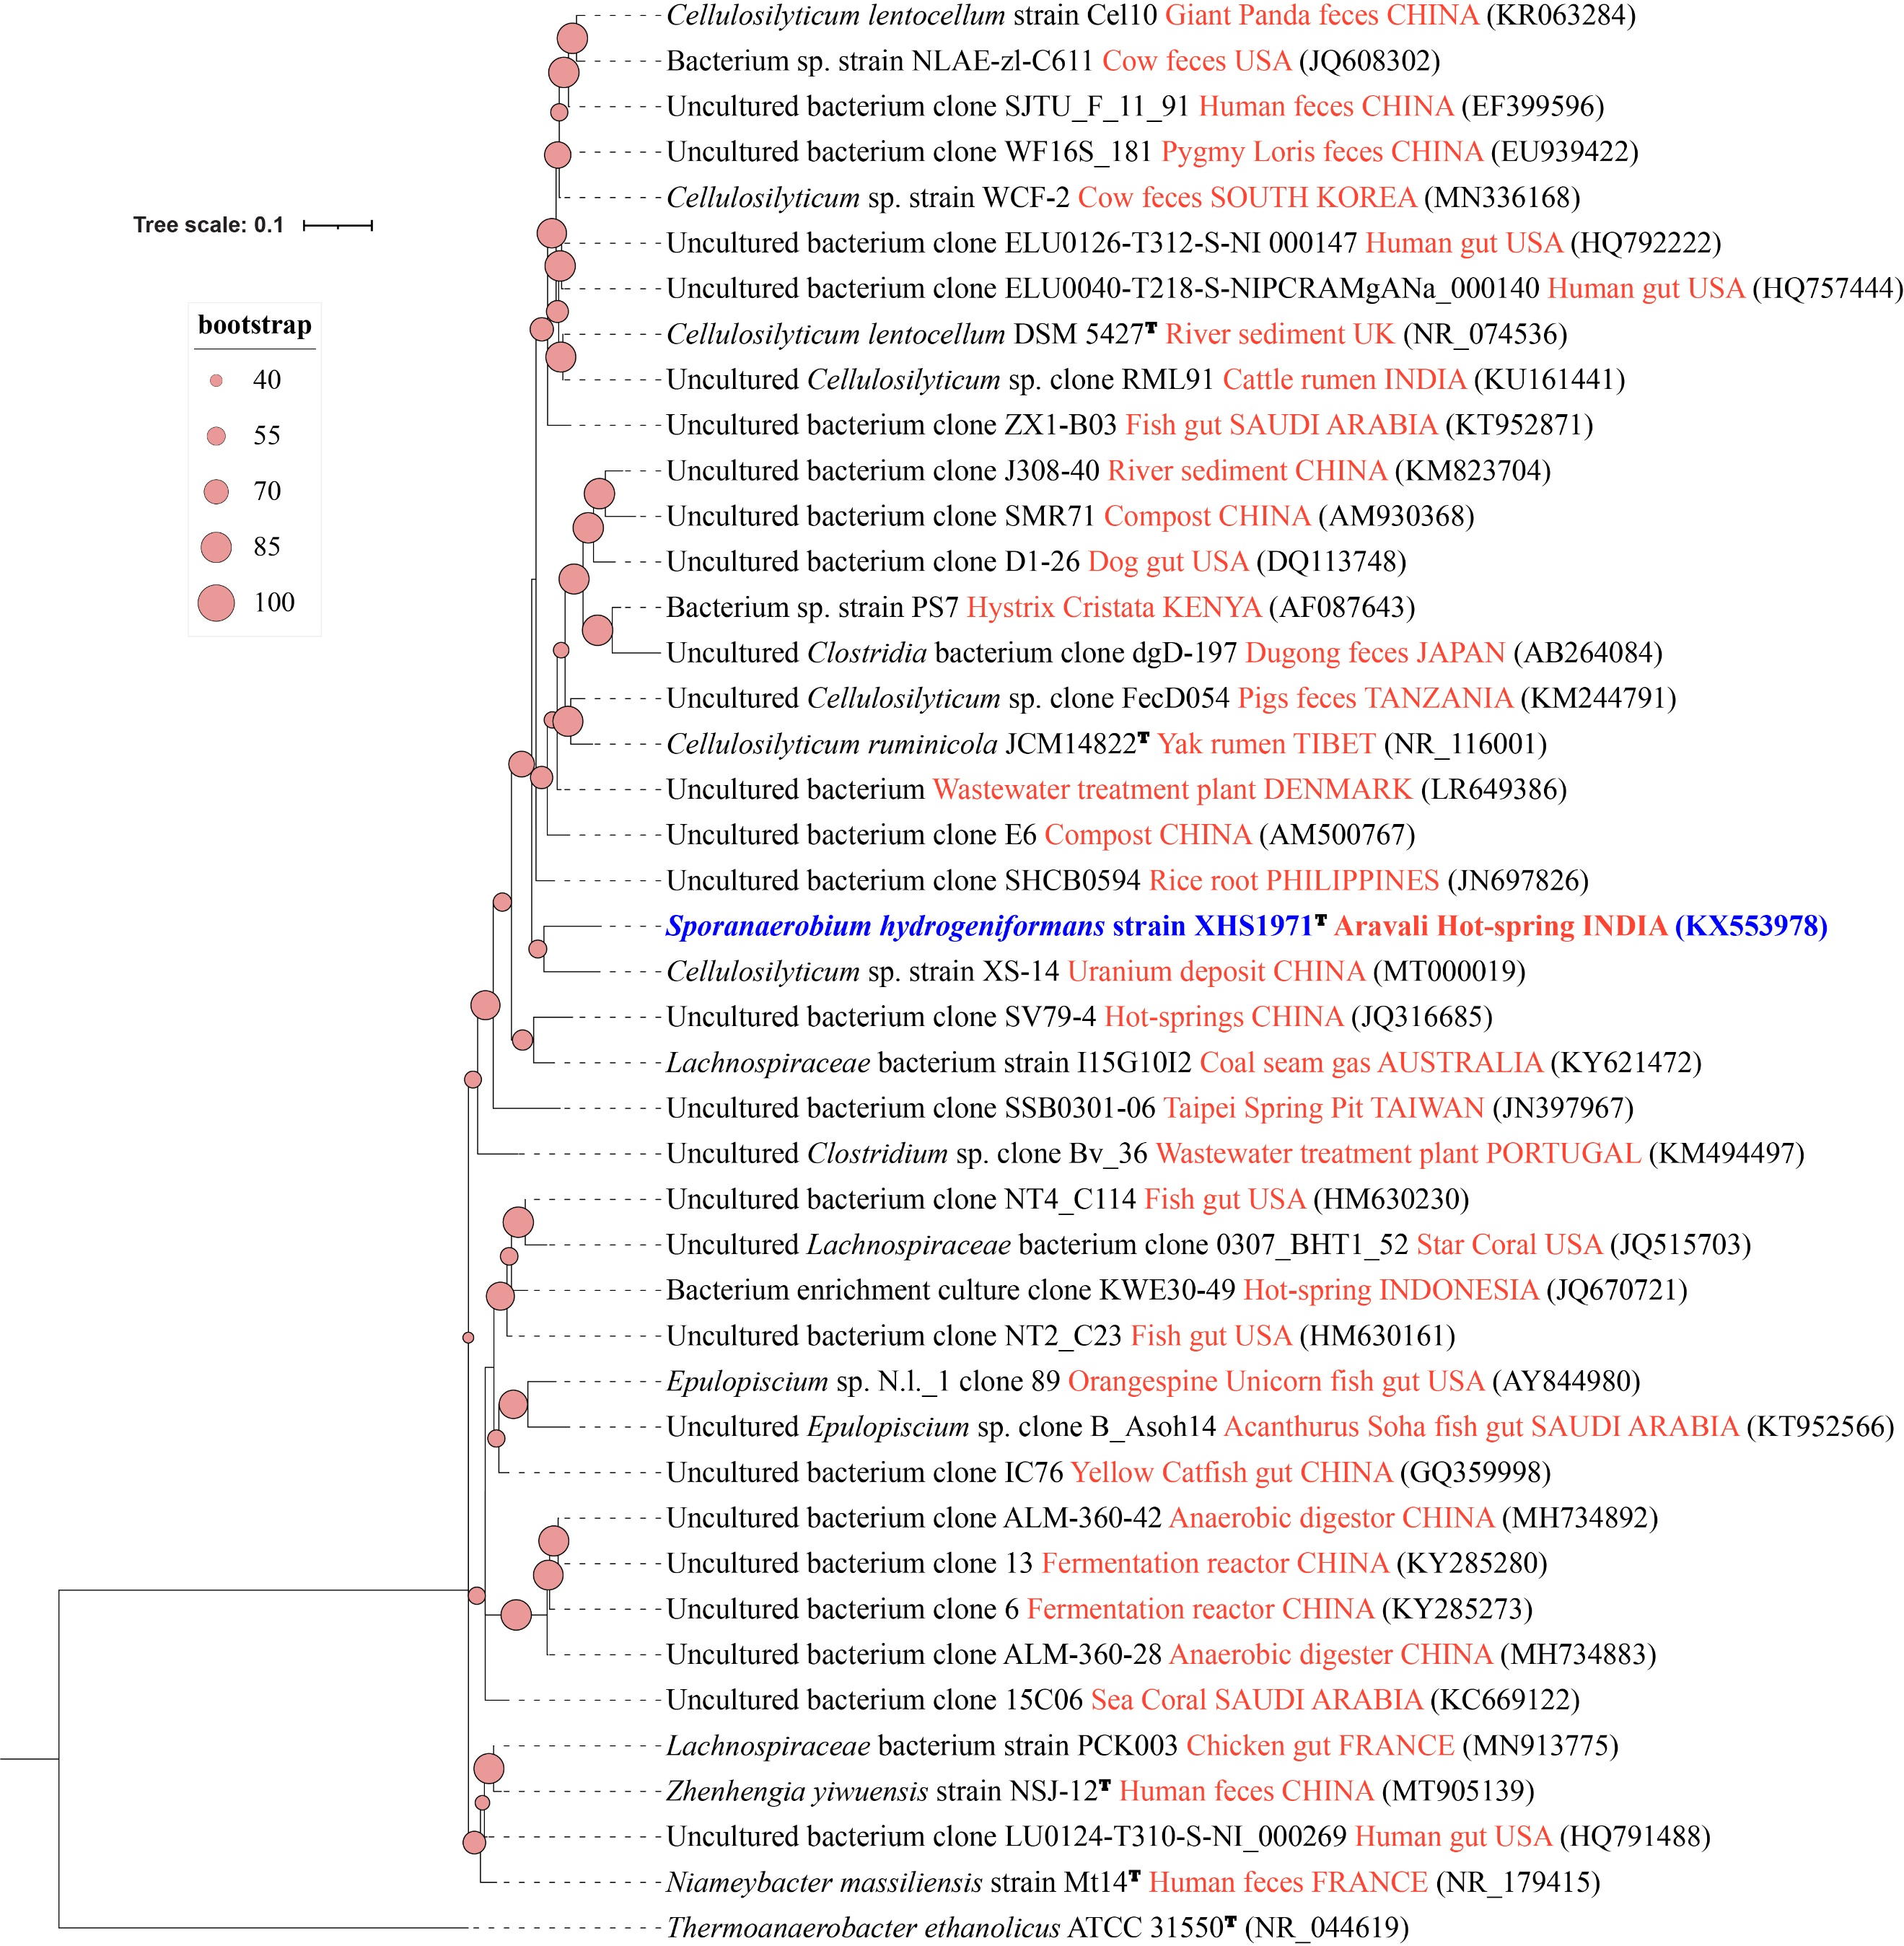 Cellulosilyticum lentocellum strain Cel10 Giant Panda feces CHINA (KR063284)
Bacterium sp. strain NLAE-zl-C611 Cow feces USA (JQ608302)
Uncultured bacterium clone SJTU_F_11_91 Human feces CHINA (EF399596)
Uncultured bacterium clone WF16S_181 Pygmy Loris feces CHINA (EU939422)
Cellulosilyticum sp. strain WCF-2 Cow feces SOUTH KOREA (MN336168)
Tree scale: 0.1
Uncultured bacterium clone ELU0126-T312-S-NI 000147 Human gut USA (HQ792222)
Uncultured bacterium clone ELU0040-T218-S-NIPCRAMgANa_000140 Human gut USA (HQ757444)
bootstrap
40
55
70
85
100
Cellulosilyticum lentocellum DSM 5427ᵀ River sediment UK (NR_074536)
Uncultured Cellulosilyticum sp. clone RML91 Cattle rumen INDIA (KU161441)
Uncultured bacterium clone ZX1-B03 Fish gut SAUDI ARABIA (KT952871)
Uncultured bacterium clone J308-40 River sediment CHINA (KM823704)
Uncultured bacterium clone SMR71 Compost CHINA (AM930368)
Uncultured bacterium clone D1-26 Dog gut USA (DQ113748)
Bacterium sp. strain PS7 Hystrix Cristata KENYA (AF087643)
Uncultured Clostridia bacterium clone dgD-197 Dugong feces JAPAN (AB264084)
Uncultured Cellulosilyticum sp. clone FecD054 Pigs feces TANZANIA (KM244791)
Cellulosilyticum ruminicola JCM14822ᵀ Yak rumen TIBET (NR_116001)
Uncultured bacterium Wastewater treatment plant DENMARK (LR649386)
Uncultured bacterium clone E6 Compost CHINA (AM500767)
Uncultured bacterium clone SHCB0594 Rice root PHILIPPINES (JN697826)
Sporanaerobium hydrogeniformans strain XHS1971ᵀ Aravali Hot-spring INDIA (KX553978)
Cellulosilyticum sp. strain XS-14 Uranium deposit CHINA (MT000019)
Uncultured bacterium clone SV79-4 Hot-springs CHINA (JQ316685)
Lachnospiraceae bacterium strain I15G10I2 Coal seam gas AUSTRALIA (KY621472)
Uncultured bacterium clone SSB0301-06 Taipei Spring Pit TAIWAN (JN397967)
Uncultured Clostridium sp. clone Bv_36 Wastewater treatment plant PORTUGAL (KM494497)
Uncultured bacterium clone NT4_C114 Fish gut USA (HM630230)
Uncultured Lachnospiraceae bacterium clone 0307_BHT1_52 Star Coral USA (JQ515703)
Bacterium enrichment culture clone KWE30-49 Hot-spring INDONESIA (JQ670721)
Uncultured bacterium clone NT2_C23 Fish gut USA (HM630161)
Epulopiscium sp. N.l._1 clone 89 Orangespine Unicorn fish gut USA (AY844980)
Uncultured Epulopiscium sp. clone B_Asoh14 Acanthurus Soha fish gut SAUDI ARABIA (KT952566)
Uncultured bacterium clone IC76 Yellow Catfish gut CHINA (GQ359998)
Uncultured bacterium clone ALM-360-42 Anaerobic digestor CHINA (MH734892)
Uncultured bacterium clone 13 Fermentation reactor CHINA (KY285280)
Uncultured bacterium clone 6 Fermentation reactor CHINA (KY285273)
Uncultured bacterium clone ALM-360-28 Anaerobic digester CHINA (MH734883)
Uncultured bacterium clone 15C06 Sea Coral SAUDI ARABIA (KC669122)
Lachnospiraceae bacterium strain PCK003 Chicken gut FRANCE (MN913775)
Zhenhengia yiwuensis strain NSJ-12ᵀ Human feces CHINA (MT905139)
Uncultured bacterium clone LU0124-T310-S-NI_000269 Human gut USA (HQ791488)
Niameybacter massiliensis strain Mt14ᵀ Human feces FRANCE (NR_179415)
Thermoanaerobacter ethanolicus ATCC 31550ᵀ (NR_044619)